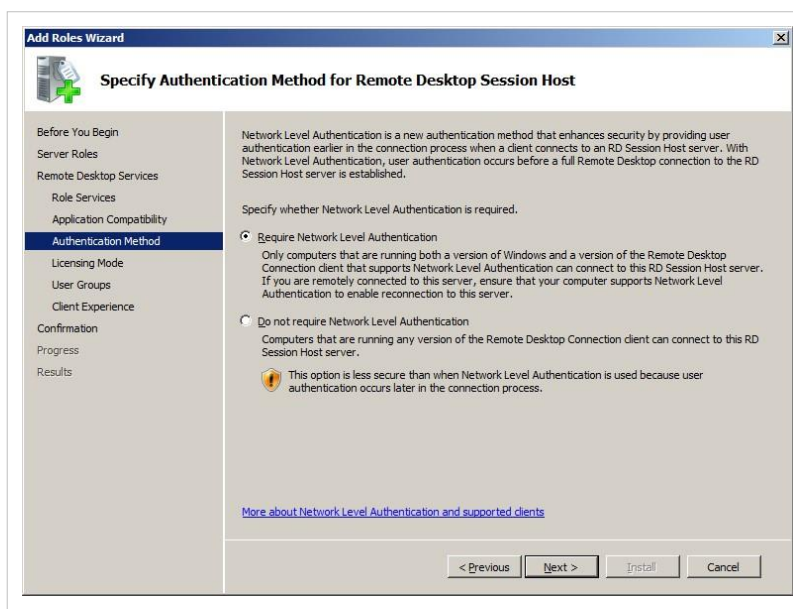 Add Roles Wizard
Specify Authentication Method for Remote Desktop Session Host
Before You Begin
Server Roles
Remote Desktop Services
Role Services
Application Compatibility
Authentication Method
Licensing Mode
User Groups
Client Experience
Confirmation
Progress
Results
Network Level Authentication is a new authentication method that enhances security by providing user
authentication earlier in the connection process when a client connects to an RD Session Host server. With
Network Level Authentication, user authentication occurs before a full Remote Desktop connection to the RD
Session Host server is established.
Specify whether Network Level Authentication is required.
Require Network Level Authentication
Only computers that are running both a version of Windows and a version of the Remote Desktop
Connection client that supports Network Level Authentication can connect to this RD Session Host server.
If you are remotely connected to this server, ensure that your computer supports Network Level
Authentication to enable reconnection to this server.
Do not require Network Level Authentication
Computers that are running any version of the Remote Desktop Connection client can connect to this RD
Session Host server.
This option is less secure than when Network Level Authentication is used because user
authentication occurs later in the connection process.
More about Network Level Authentication and supported clients
< Previous Next > Install Cancel